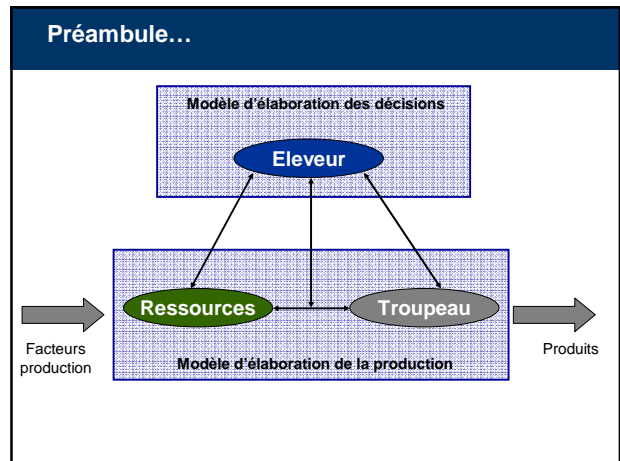 Préambule…
Modèle d'élaboration des décisions
Eleveur
Ressources
Troupeau
Facteurs
production
Produits
Modèle d'élaboration de la production